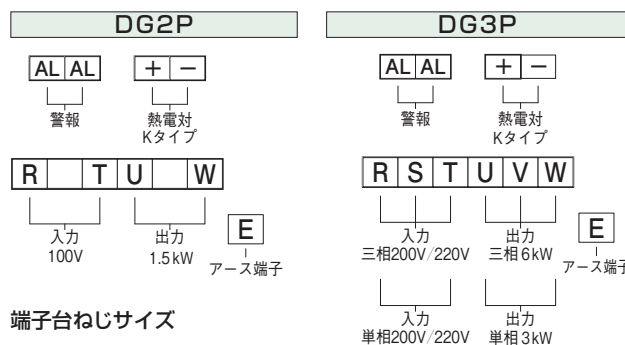 DG2P
AL AL + −
警報 熱電対
Kタイプ
R T U W
入力 出力
100V 1.5kW
E
アース端子
端子台ねじサイズ
DG3P
AL AL + −
警報 熱電対
Kタイプ
R S T U V W
入力 出力
三相200V/220V 三相6kW
E
アース端子
入力 出力
単相200V/220V 単相3kW